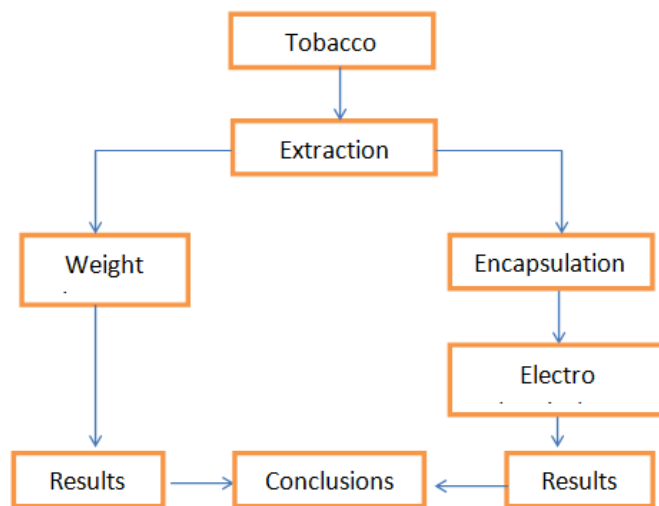 Tobacco
Extraction
Weight
Encapsulation
Electro
Results
Conclusions
Results